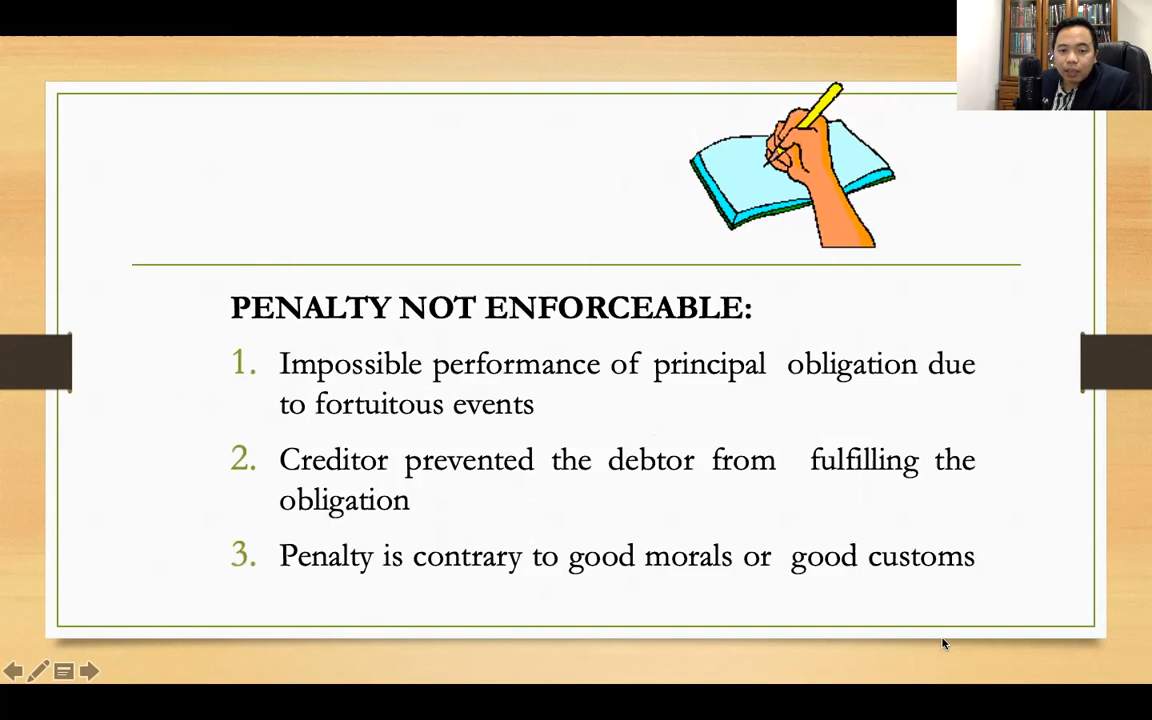 PENALTY NOT ENFORCEABLE:
1. Impossible performance of principal obligation due
to fortuitous events
2. Creditor prevented the debtor from fulfilling the
obligation
3. Penalty is contrary to good morals or good customs